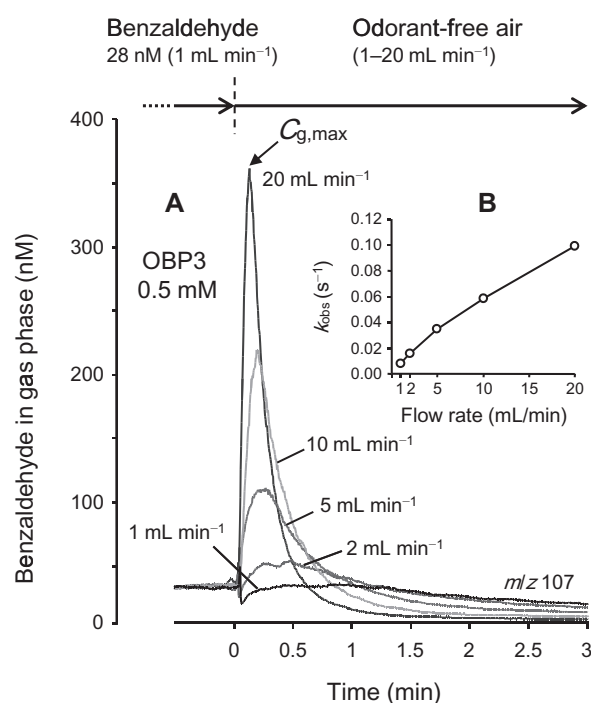 Benzaldehyde
28 nM (1 mL min⁻¹)
Odorant-free air
(1–20 mL min⁻¹)
400
300
200
100
0
Benzaldehyde in gas phase (nM)
A
OBP3
0.5 mM
Cg,max
20 mL min⁻¹
10 mL min⁻¹
5 mL min⁻¹
2 mL min⁻¹
1 mL min⁻¹
m/z 107
B
0.12
0.10
0.08
0.06
0.04
0.02
0.00
kobs (s⁻¹)
1 2 5 10 20
Flow rate (mL/min)
0 0.5 1 1.5 2 2.5 3
Time (min)